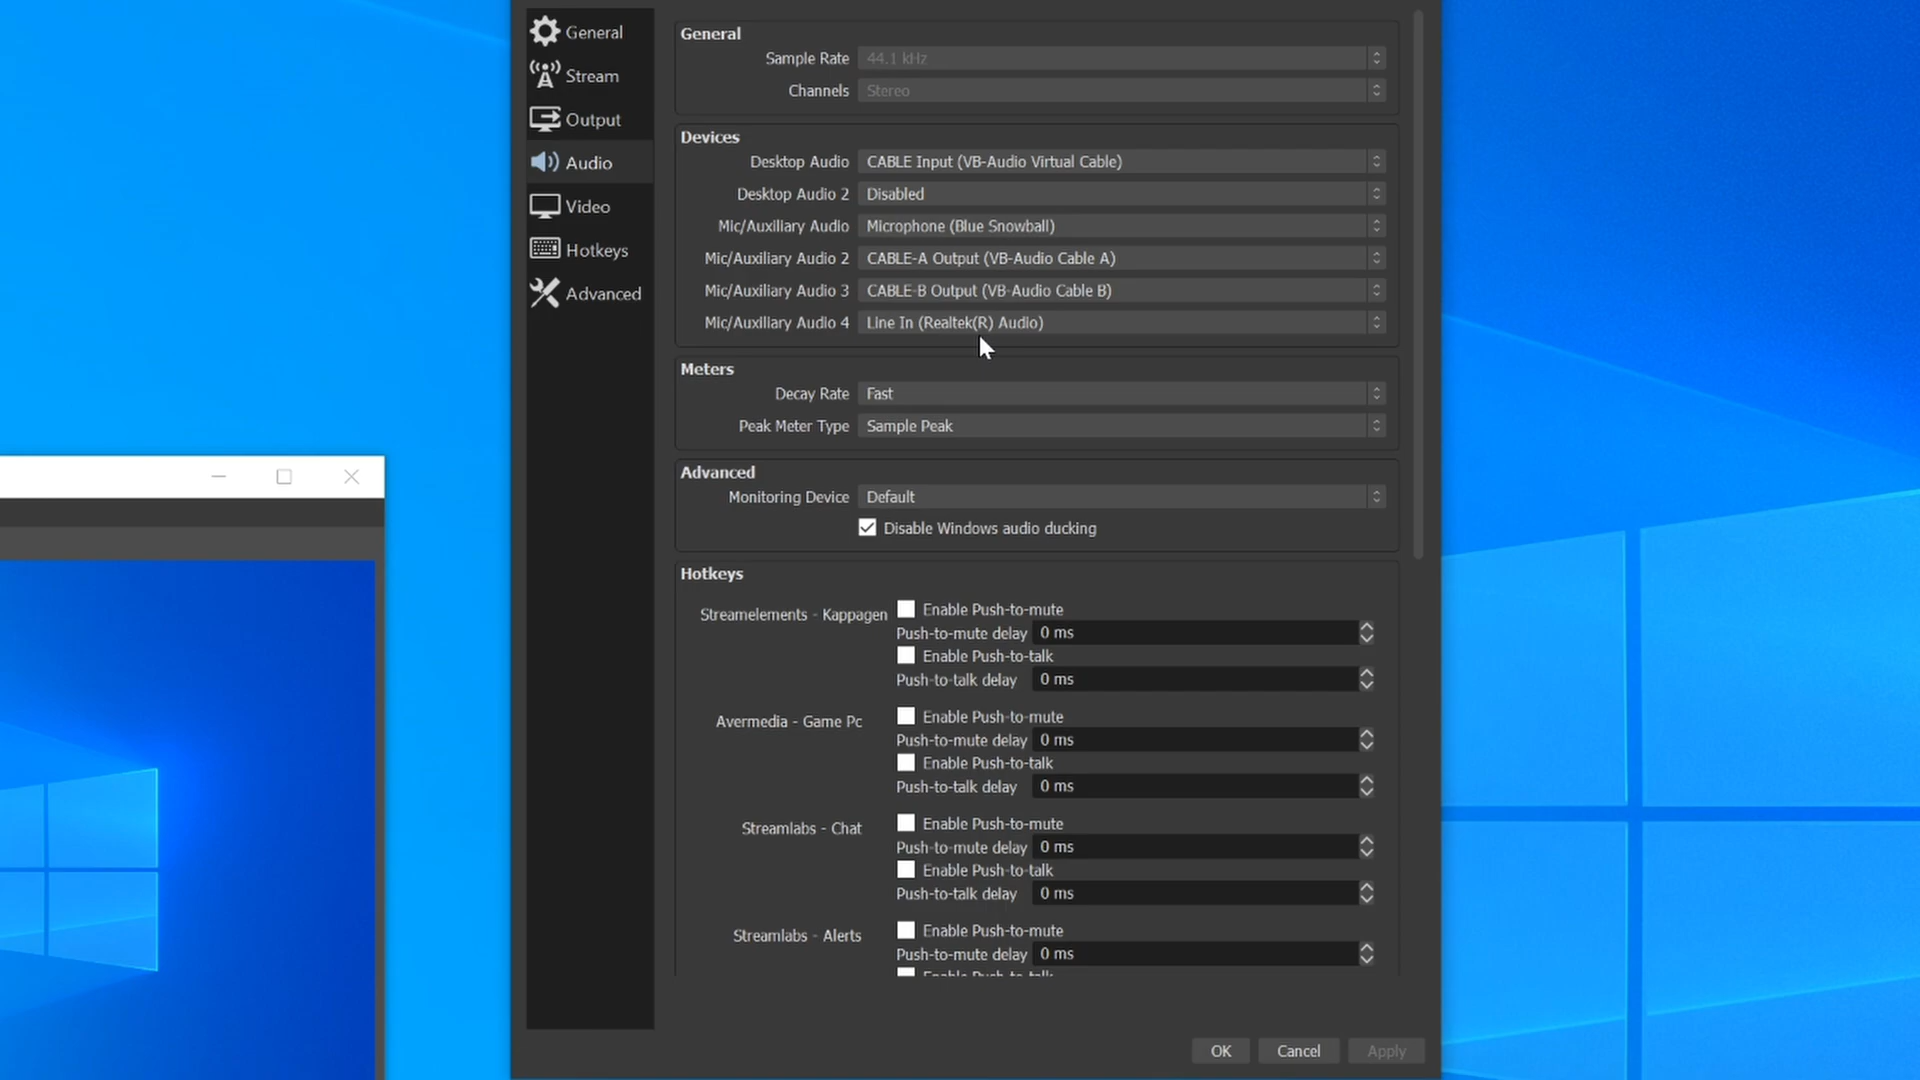 General
Stream
Output
Audio
Video
Hotkeys
Advanced
General
Sample Rate 44.1 kHz
Channels Stereo
Devices
Desktop Audio CABLE Input (VB-Audio Virtual Cable)
Desktop Audio 2 Disabled
Mic/Auxiliary Audio Microphone (Blue Snowball)
Mic/Auxiliary Audio 2 CABLE-A Output (VB-Audio Cable A)
Mic/Auxiliary Audio 3 CABLE-B Output (VB-Audio Cable B)
Mic/Auxiliary Audio 4 Line In (Realtek(R) Audio)
Meters
Decay Rate Fast
Peak Meter Type Sample Peak
Advanced
Monitoring Device Default
Disable Windows audio ducking
Hotkeys
Streamelements - Kappagen Enable Push-to-mute
Push-to-mute delay 0 ms
Enable Push-to-talk
Push-to-talk delay 0 ms
Avermedia - Game Pc Enable Push-to-mute
Push-to-mute delay 0 ms
Enable Push-to-talk
Push-to-talk delay 0 ms
Streamlabs - Chat Enable Push-to-mute
Push-to-mute delay 0 ms
Enable Push-to-talk
Push-to-talk delay 0 ms
Streamlabs - Alerts Enable Push-to-mute
Push-to-mute delay 0 ms
Enable Push-to-talk
OK Cancel Apply